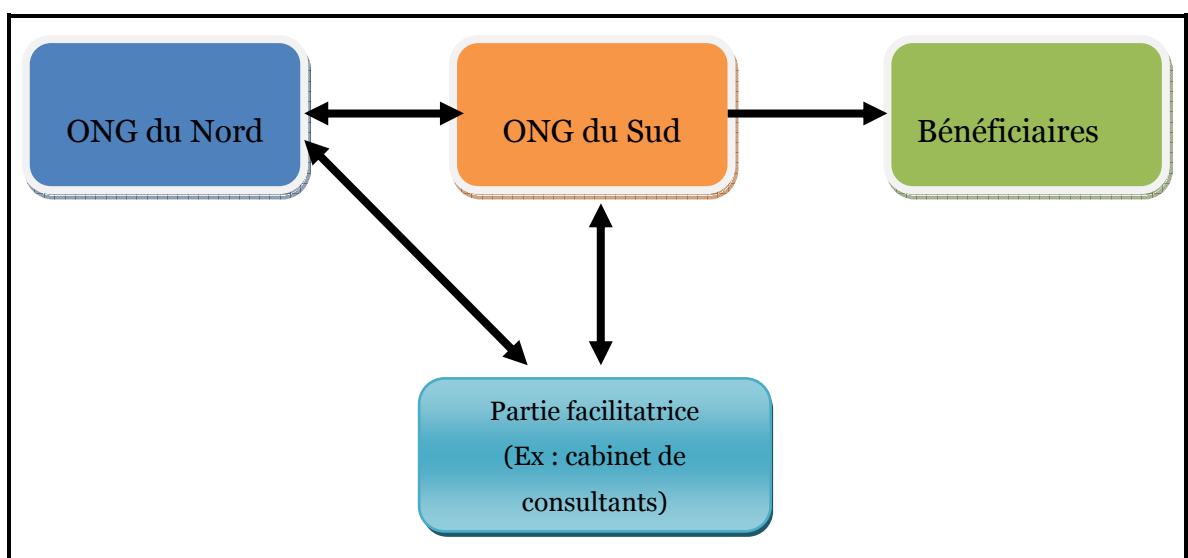 ONG du Nord
ONG du Sud
Bénéficiaires
Partie facilitatrice
(Ex : cabinet de
consultants)